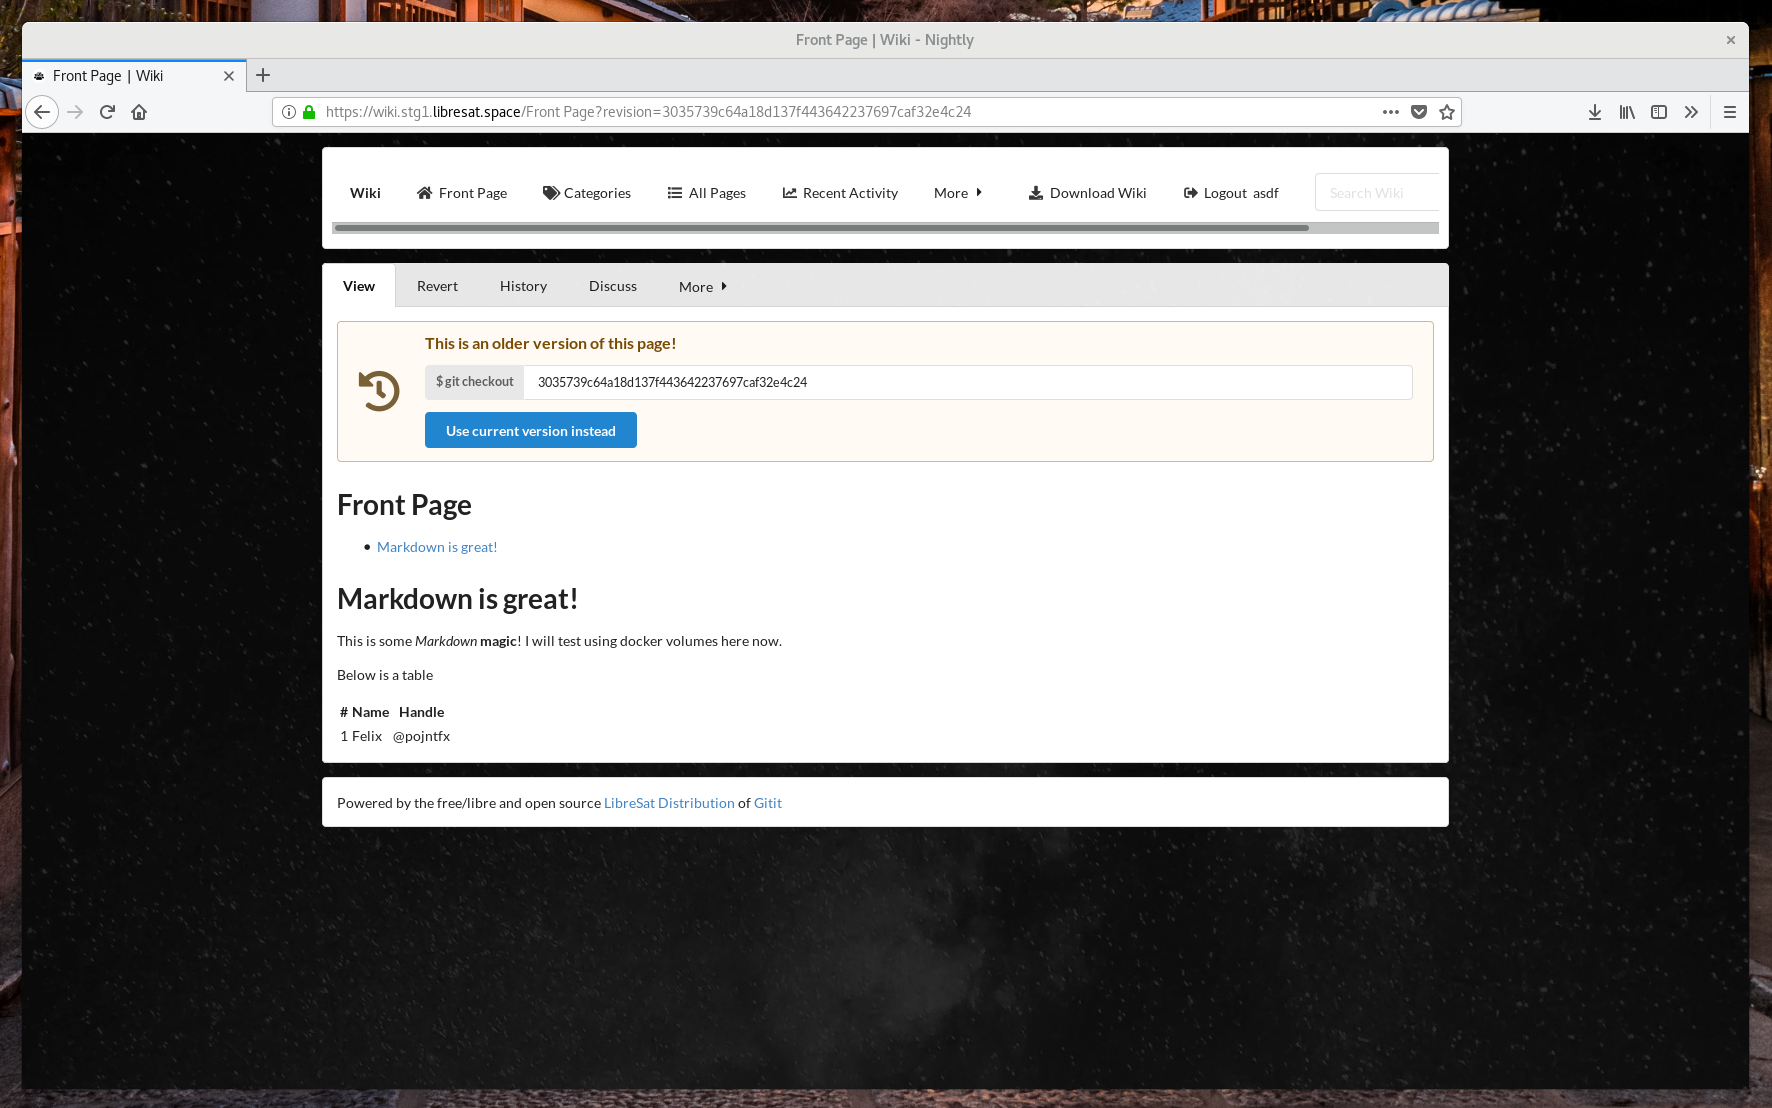 Front Page | Wiki - Nightly
Front Page | Wiki
https://wiki.stg1.libresat.space/Front Page?revision=3035739c64a18d137f443642237697caf32e4c24
Wiki Front Page Categories All Pages Recent Activity More Download Wiki Logout asdf Search Wiki
View Revert History Discuss More
This is an older version of this page!
$ git checkout 3035739c64a18d137f443642237697caf32e4c24
Use current version instead
Front Page
• Markdown is great!
Markdown is great!
This is some Markdown magic! I will test using docker volumes here now.
Below is a table
# Name Handle
1 Felix @pojntfx
Powered by the free/libre and open source LibreSat Distribution of Gitit